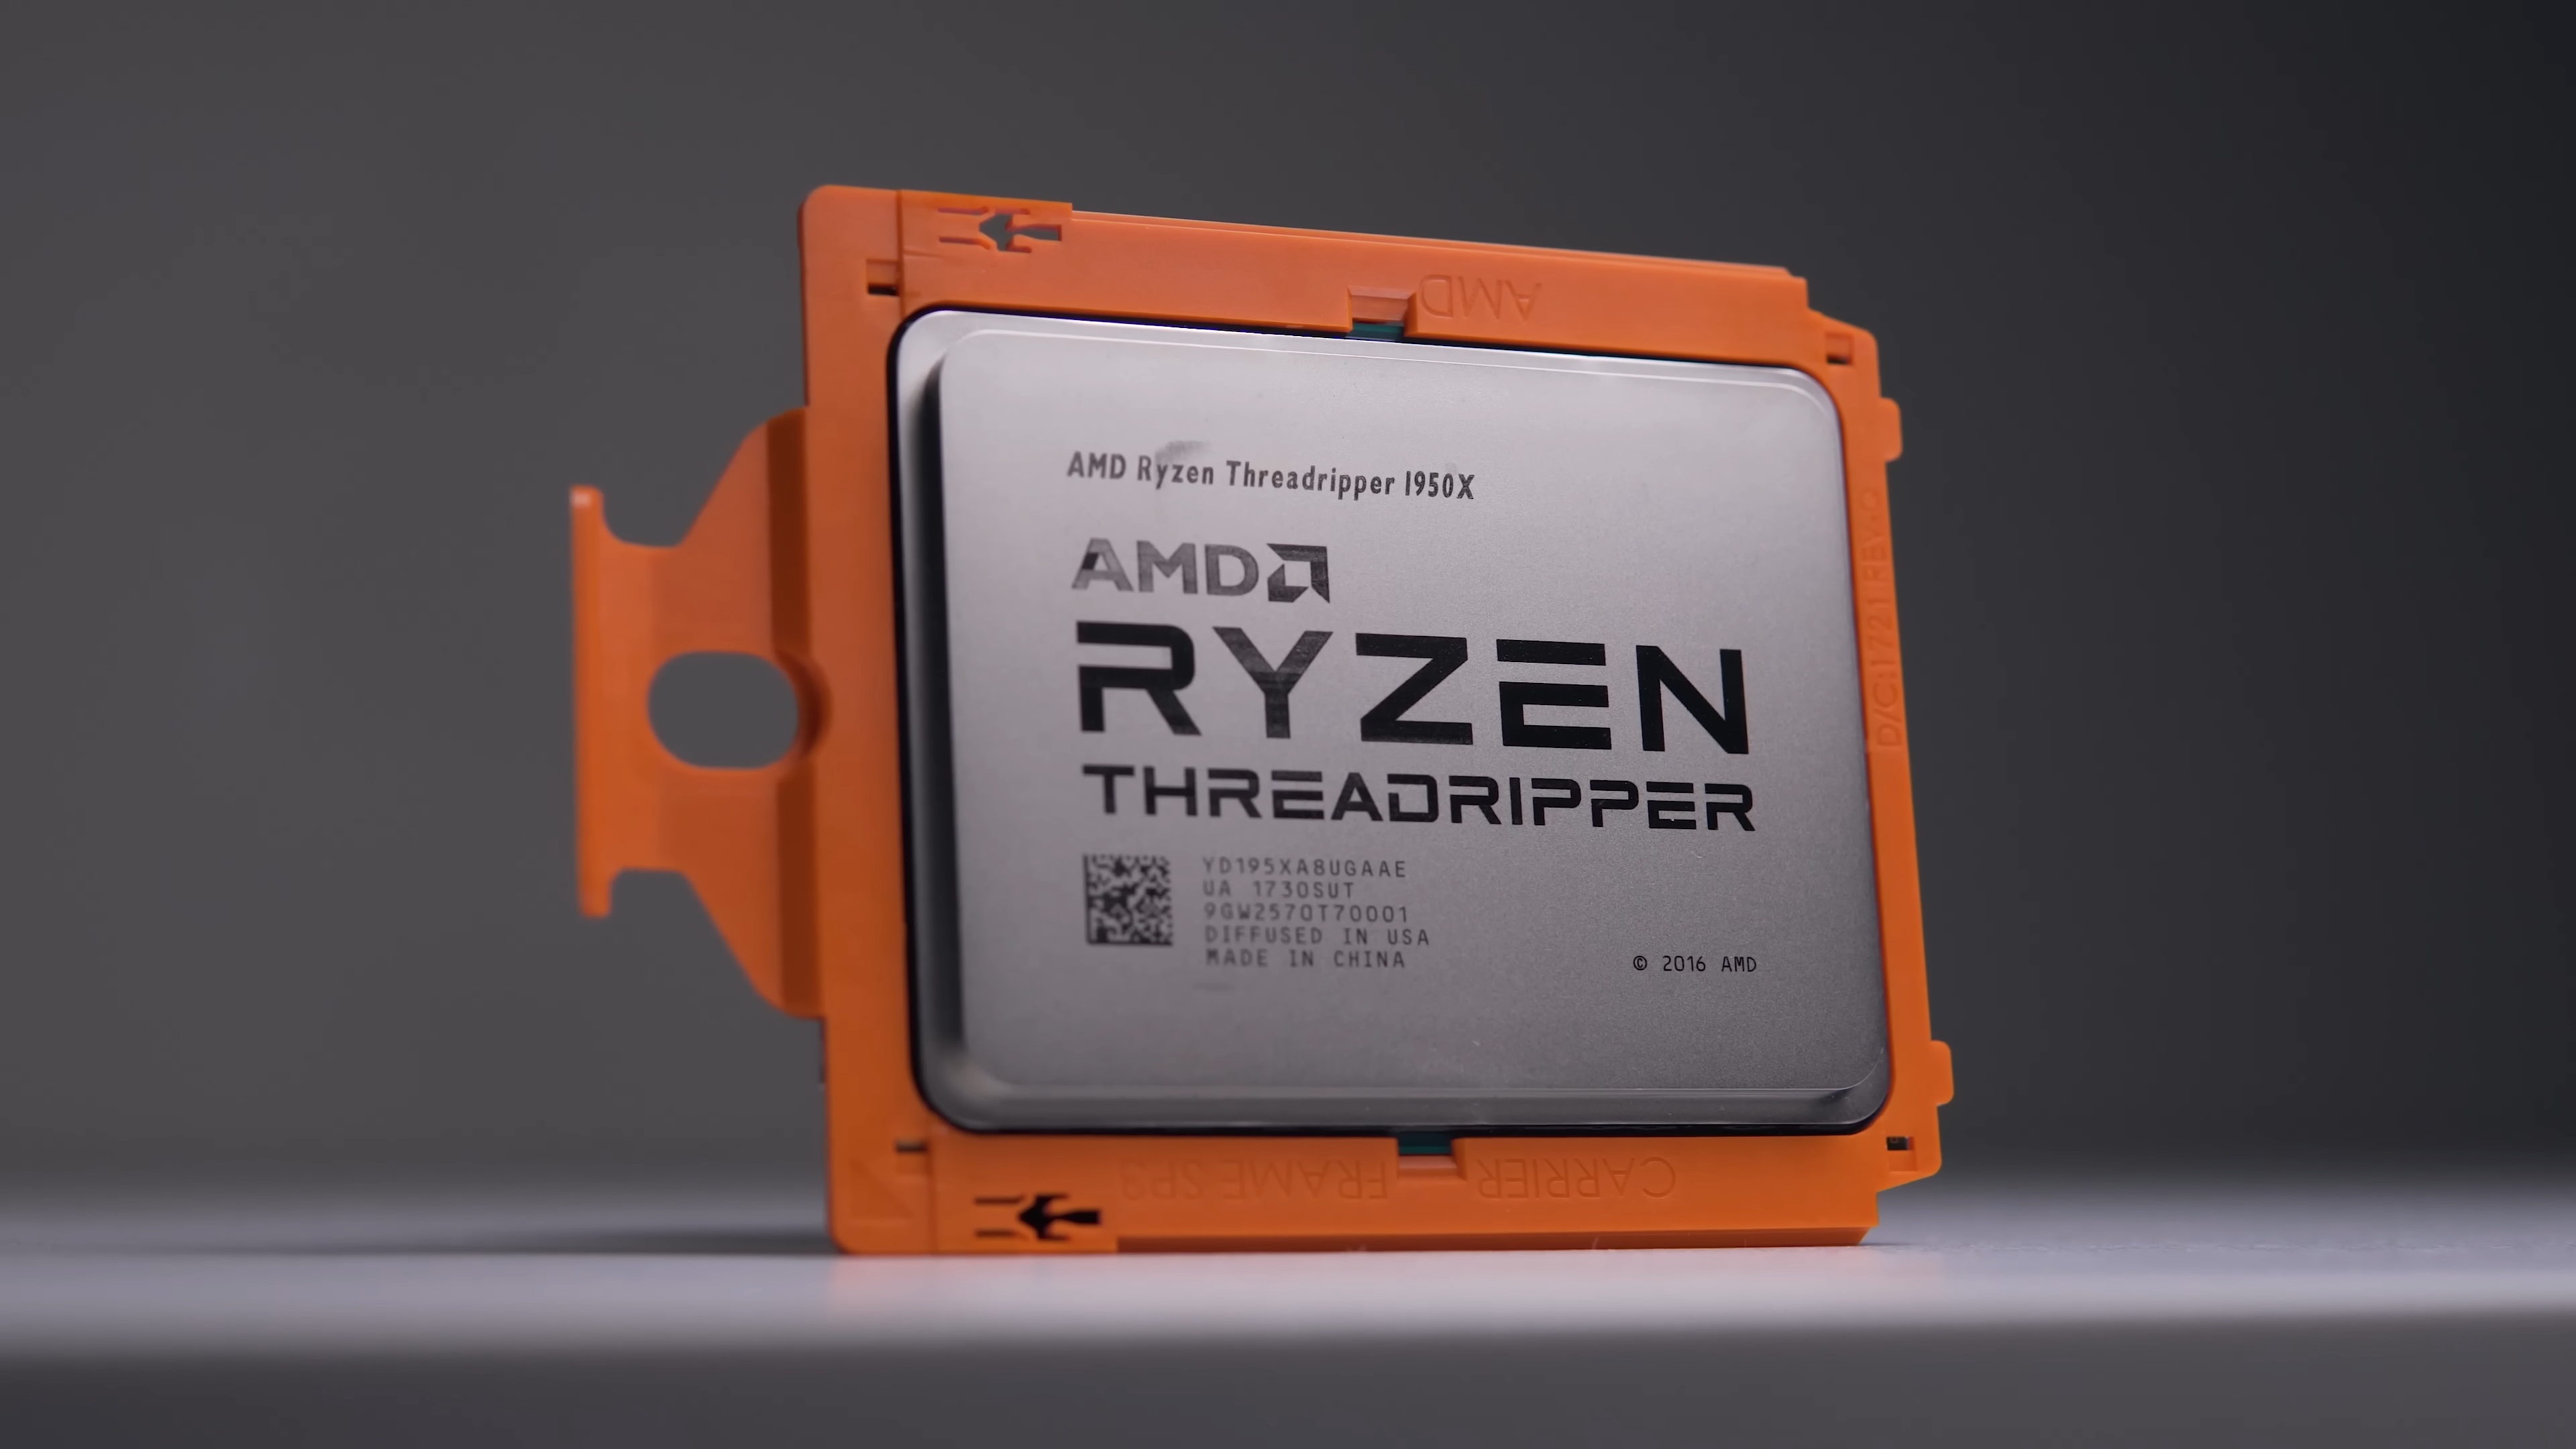 AMD
AMD Ryzen Threadripper 1950X
AMD
RYZEN
THREADRIPPER
YD195XA8UGAAE
UA 1730SUT
9GW2570T70001
DIFFUSED IN USA
MADE IN CHINA
© 2016 AMD
CARRIER FRAME SP3